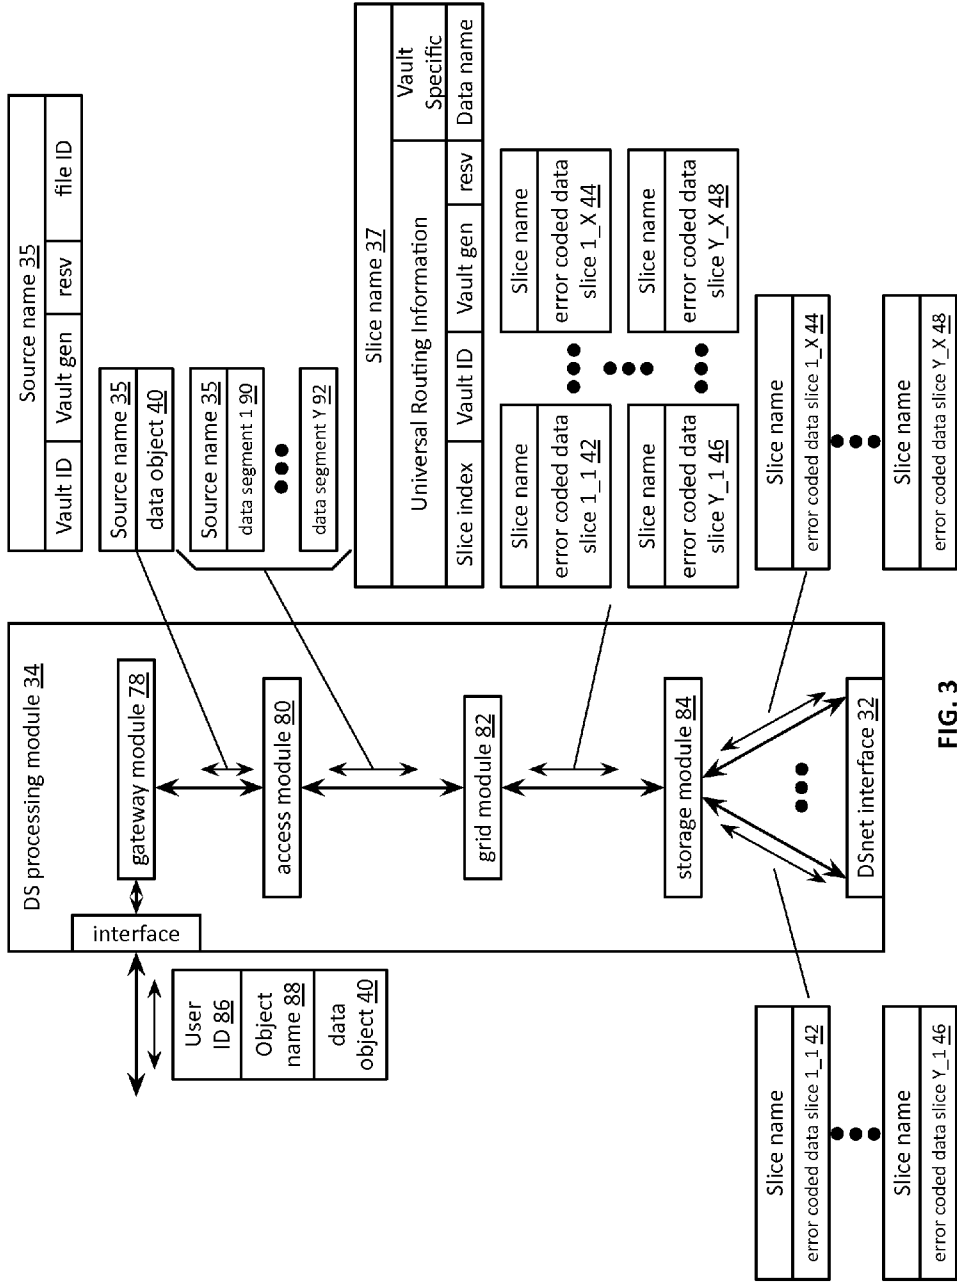 User
ID 86
Object
name 88
data
object 40
interface
DS processing module 34
gateway module 78
access module 80
grid module 82
storage module 84
DSnet interface 32
Source name 35
Vault ID
Vault gen
resv
file ID
Source name 35
data object 40
Source name 35
data segment 1 90
data segment Y 92
Slice name 37
Universal Routing Information
Vault
Specific
Slice index
Vault ID
Vault gen
resv
Data name
Slice name
error coded data
slice 1_1 42
Slice name
error coded data
slice 1_X 44
Slice name
error coded data
slice Y_1 46
Slice name
error coded data
slice Y_X 48
Slice name
error coded data slice 1_1 42
Slice name
error coded data slice Y_1 46
Slice name
error coded data slice 1_X 44
Slice name
error coded data slice Y_X 48
FIG. 3